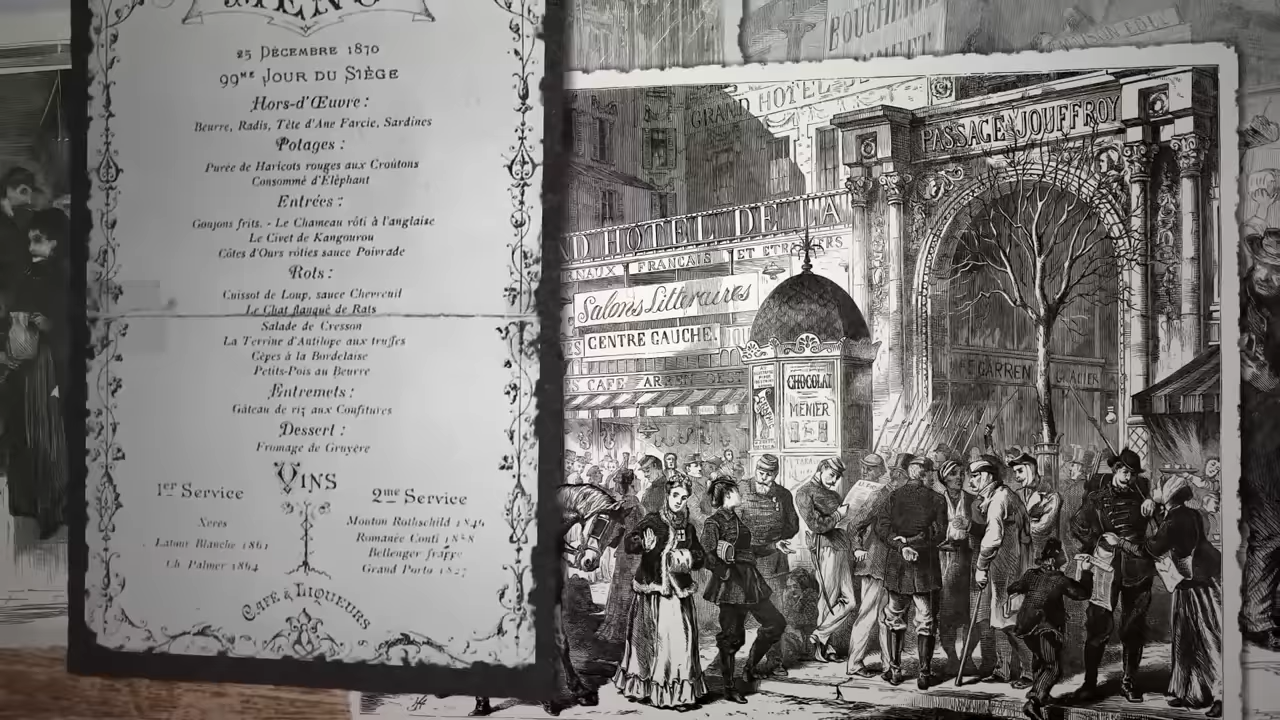 MENU
25 DÉCEMBRE 1870
99ME JOUR DU SIÈGE
Hors-d'Œuvre :
Beurre, Radis, Tête d'Ane Farcie, Sardines
Potages :
Purée de Haricots rouges aux Croûtons
Consommé d'Eléphant
Entrées :
Goujons frits. - Le Chameau rôti à l'anglaise
Le Civet de Kangourou
Côtes d'Ours rôties sauce Poivrade
Rots :
Cuissot de Loup, sauce Chevreuil
Le Chat flanqué de Rats
Salade de Cresson
La Terrine d'Antilope aux truffes
Cèpes à la Bordelaise
Petits-Pois au Beurre
Entremets :
Gâteau de riz aux Confitures
Dessert :
Fromage de Gruyère
VINS
1er Service
Xeres
Latour Blanche 1861
Ch Palmer 1864
2me Service
Mouton Rothschild 1846
Romanée Conti 1858
Bellenger frappé
Grand Porto 1827
CAFÉ & LIQUEURS
BOUCHERIE
GRAND HOTEL
PASSAGE JOUFFROY
ND HOTEL DE LA
RNAUX FRANÇAIS ET ETR
Salons Littéraires
CENTRE GAUCHE.
CAFE
CHOCOLAT
MENIER
GARREN GLACIER